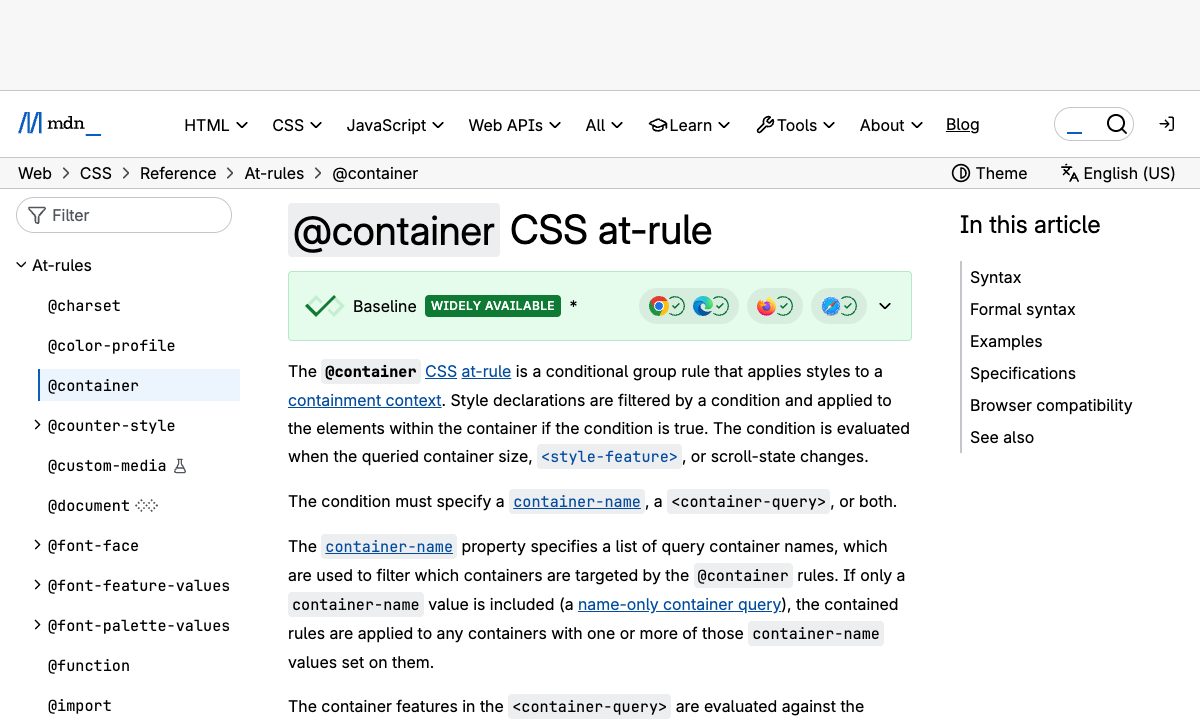 mdn_
HTML CSS JavaScript Web APIs All Learn Tools About Blog
Web > CSS > Reference > At-rules > @container
Theme English (US)
Filter
At-rules
@charset
@color-profile
@container
@counter-style
@custom-media
@document
@font-face
@font-feature-values
@font-palette-values
@function
@import
@container CSS at-rule
Baseline WIDELY AVAILABLE *
The @container CSS at-rule is a conditional group rule that applies styles to a
containment context. Style declarations are filtered by a condition and applied to
the elements within the container if the condition is true. The condition is evaluated
when the queried container size, <style-feature>, or scroll-state changes.
The condition must specify a container-name, a <container-query>, or both.
The container-name property specifies a list of query container names, which
are used to filter which containers are targeted by the @container rules. If only a
container-name value is included (a name-only container query), the contained
rules are applied to any containers with one or more of those container-name
values set on them.
The container features in the <container-query> are evaluated against the
In this article
Syntax
Formal syntax
Examples
Specifications
Browser compatibility
See also